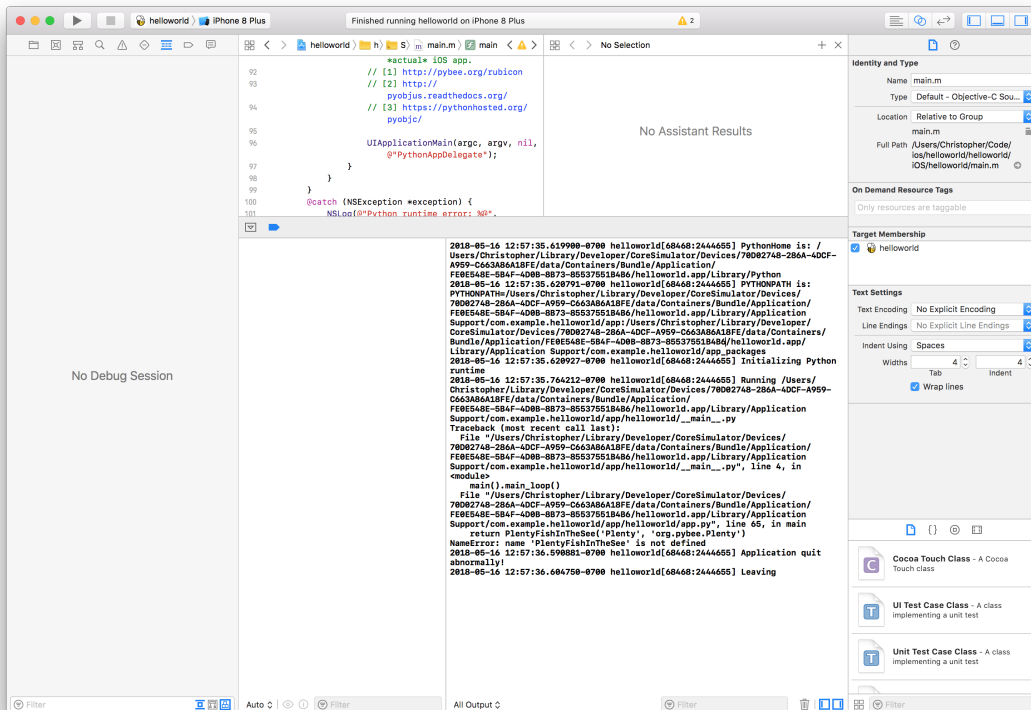 helloworld 〉 iPhone 8 Plus
Finished running helloworld on iPhone 8 Plus
2
helloworld 〉 h 〉 S 〉 m main.m 〉 main
No Selection
*actual* iOS app.
92 // [1] http://pybee.org/rubicon
93 // [2] http://
pyobjus.readthedocs.org/
94 // [3] https://pythonhosted.org/
pyobjc/
95
96 UIApplicationMain(argc, argv, nil,
@"PythonAppDelegate");
97 }
98 }
99 }
100 @catch (NSException *exception) {
101 NSLog(@"Python runtime error: %@",
No Assistant Results
No Debug Session
2018-05-16 12:57:35.619900-0700 helloworld[68468:2444655] PythonHome is: /
Users/Christopher/Library/Developer/CoreSimulator/Devices/70D02748-286A-4DCF-
A959-C663A86A18FE/data/Containers/Bundle/Application/
FE0E548E-5B4F-4D0B-8B73-85537551B4B6/helloworld.app/Library/Python
2018-05-16 12:57:35.620791-0700 helloworld[68468:2444655] PYTHONPATH is:
PYTHONPATH=/Users/Christopher/Library/Developer/CoreSimulator/Devices/
70D02748-286A-4DCF-A959-C663A86A18FE/data/Containers/Bundle/Application/
FE0E548E-5B4F-4D0B-8B73-85537551B4B6/helloworld.app/Library/Application
Support/com.example.helloworld/app:/Users/Christopher/Library/Developer/
CoreSimulator/Devices/70D02748-286A-4DCF-A959-C663A86A18FE/data/Containers/
Bundle/Application/FE0E548E-5B4F-4D0B-8B73-85537551B4B6/helloworld.app/
Library/Application Support/com.example.helloworld/app_packages
2018-05-16 12:57:35.620927-0700 helloworld[68468:2444655] Initializing Python
runtime
2018-05-16 12:57:35.764212-0700 helloworld[68468:2444655] Running /Users/
Christopher/Library/Developer/CoreSimulator/Devices/70D02748-286A-4DCF-A959-
C663A86A18FE/data/Containers/Bundle/Application/
FE0E548E-5B4F-4D0B-8B73-85537551B4B6/helloworld.app/Library/Application
Support/com.example.helloworld/app/helloworld/__main__.py
Traceback (most recent call last):
File "/Users/Christopher/Library/Developer/CoreSimulator/Devices/
70D02748-286A-4DCF-A959-C663A86A18FE/data/Containers/Bundle/Application/
FE0E548E-5B4F-4D0B-8B73-85537551B4B6/helloworld.app/Library/Application
Support/com.example.helloworld/app/helloworld/__main__.py", line 4, in
<module>
main().main_loop()
File "/Users/Christopher/Library/Developer/CoreSimulator/Devices/
70D02748-286A-4DCF-A959-C663A86A18FE/data/Containers/Bundle/Application/
FE0E548E-5B4F-4D0B-8B73-85537551B4B6/helloworld.app/Library/Application
Support/com.example.helloworld/app/helloworld/app.py", line 65, in main
return PlentyFishInTheSee('Plenty', 'org.pybee.Plenty')
NameError: name 'PlentyFishInTheSee' is not defined
2018-05-16 12:57:36.590881-0700 helloworld[68468:2444655] Application quit
abnormally!
2018-05-16 12:57:36.604750-0700 helloworld[68468:2444655] Leaving
Filter
Auto
Filter
All Output
Filter
Identity and Type
Name main.m
Type Default - Objective-C Sou...
Location Relative to Group
main.m
Full Path /Users/Christopher/Code/
ios/helloworld/helloworld/
iOS/helloworld/main.m
On Demand Resource Tags
Only resources are taggable
Target Membership
helloworld
Text Settings
Text Encoding No Explicit Encoding
Line Endings No Explicit Line Endings
Indent Using Spaces
Widths 4 4
Tab Indent
Wrap lines
{}
C
Cocoa Touch Class - A Cocoa
Touch class
T
UI Test Case Class - A class
implementing a unit test
T
Unit Test Case Class - A class
implementing a unit test
Filter